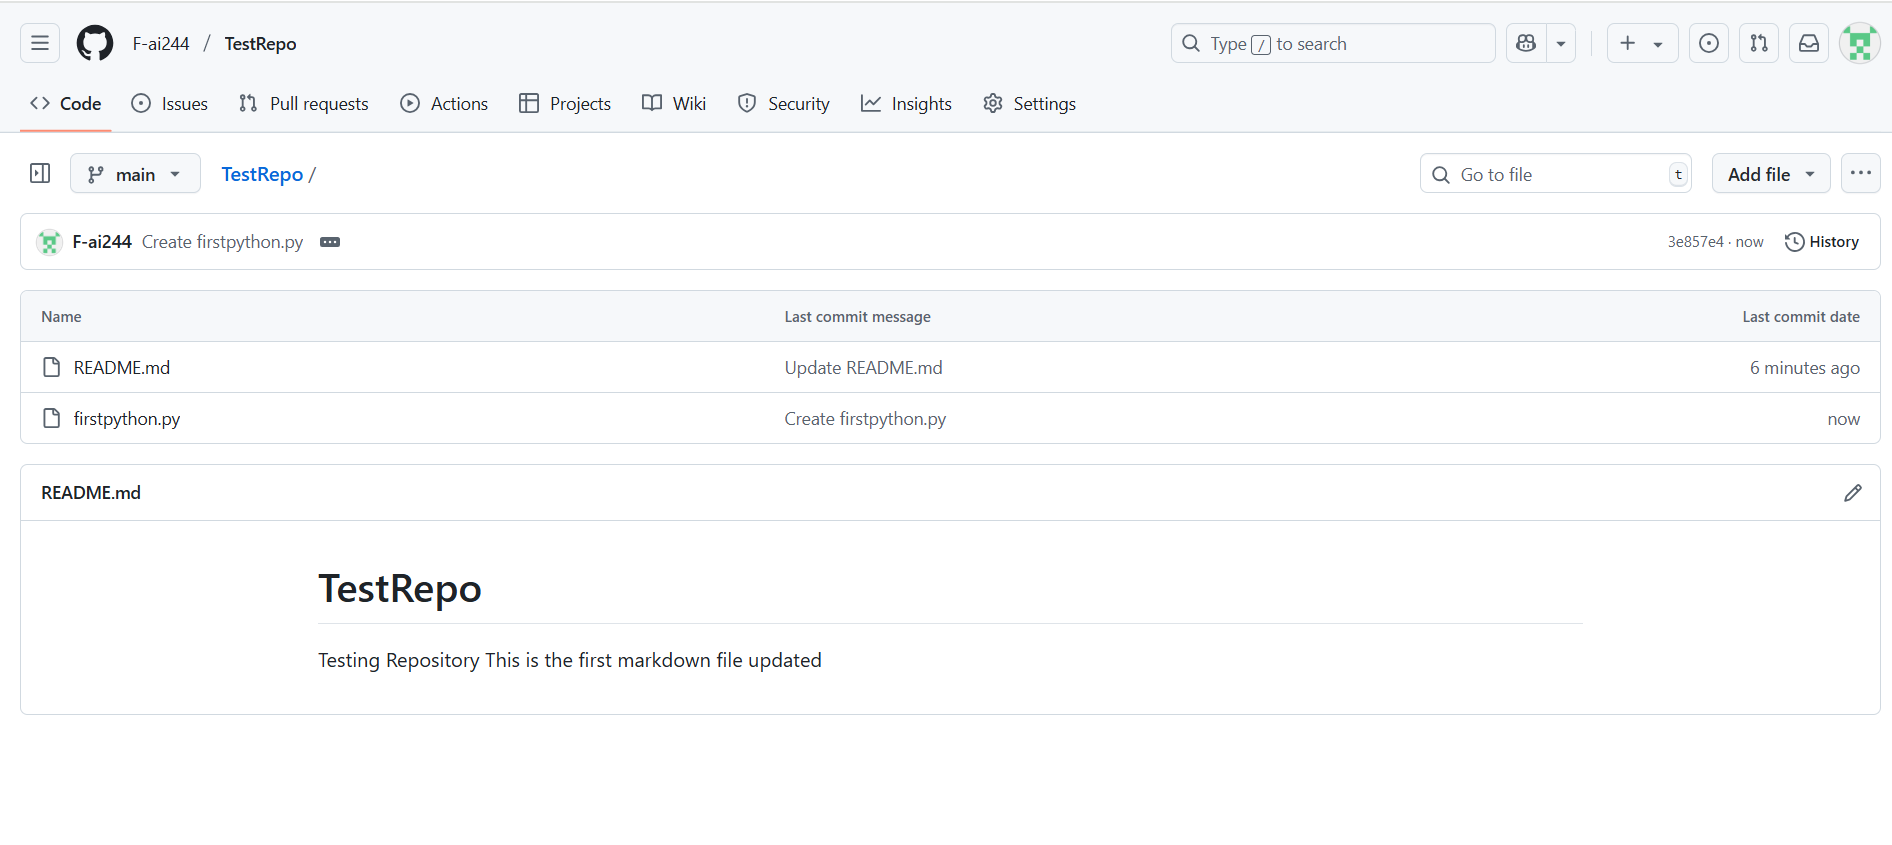 F-ai244 / TestRepo
Type / to search
Code Issues Pull requests Actions Projects Wiki Security Insights Settings
main TestRepo /
Go to file t
Add file
F-ai244 Create firstpython.py
3e857e4 · now History
Name Last commit message Last commit date
README.md Update README.md 6 minutes ago
firstpython.py Create firstpython.py now
README.md
TestRepo
Testing Repository This is the first markdown file updated